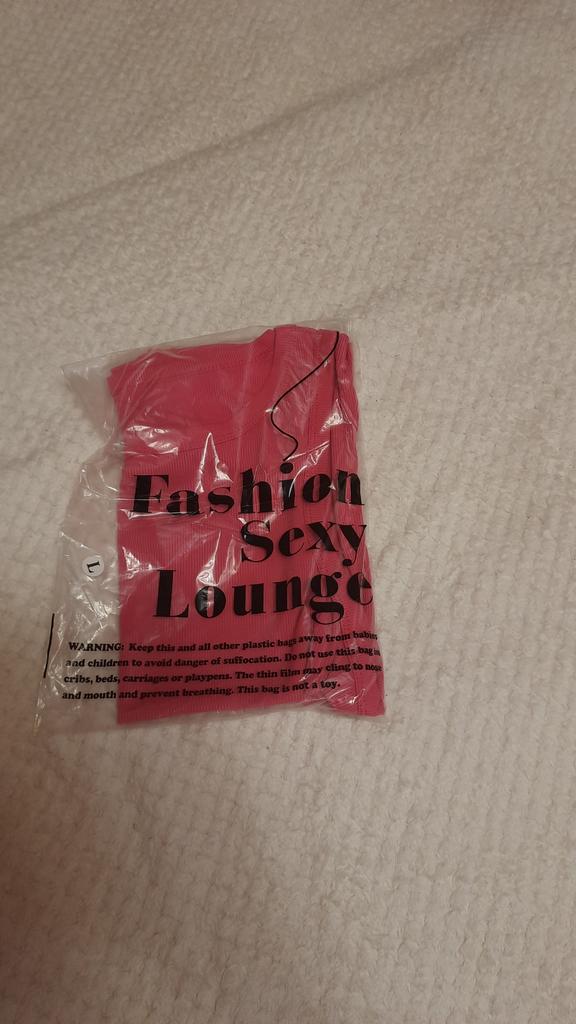 Fashion
Sexy
Lounge
L
WARNING: Keep this and all other plastic bags away from babies
and children to avoid danger of suffocation. Do not use this bag in
cribs, beds, carriages or playpens. The thin film may cling to nose
and mouth and prevent breathing. This bag is not a toy.